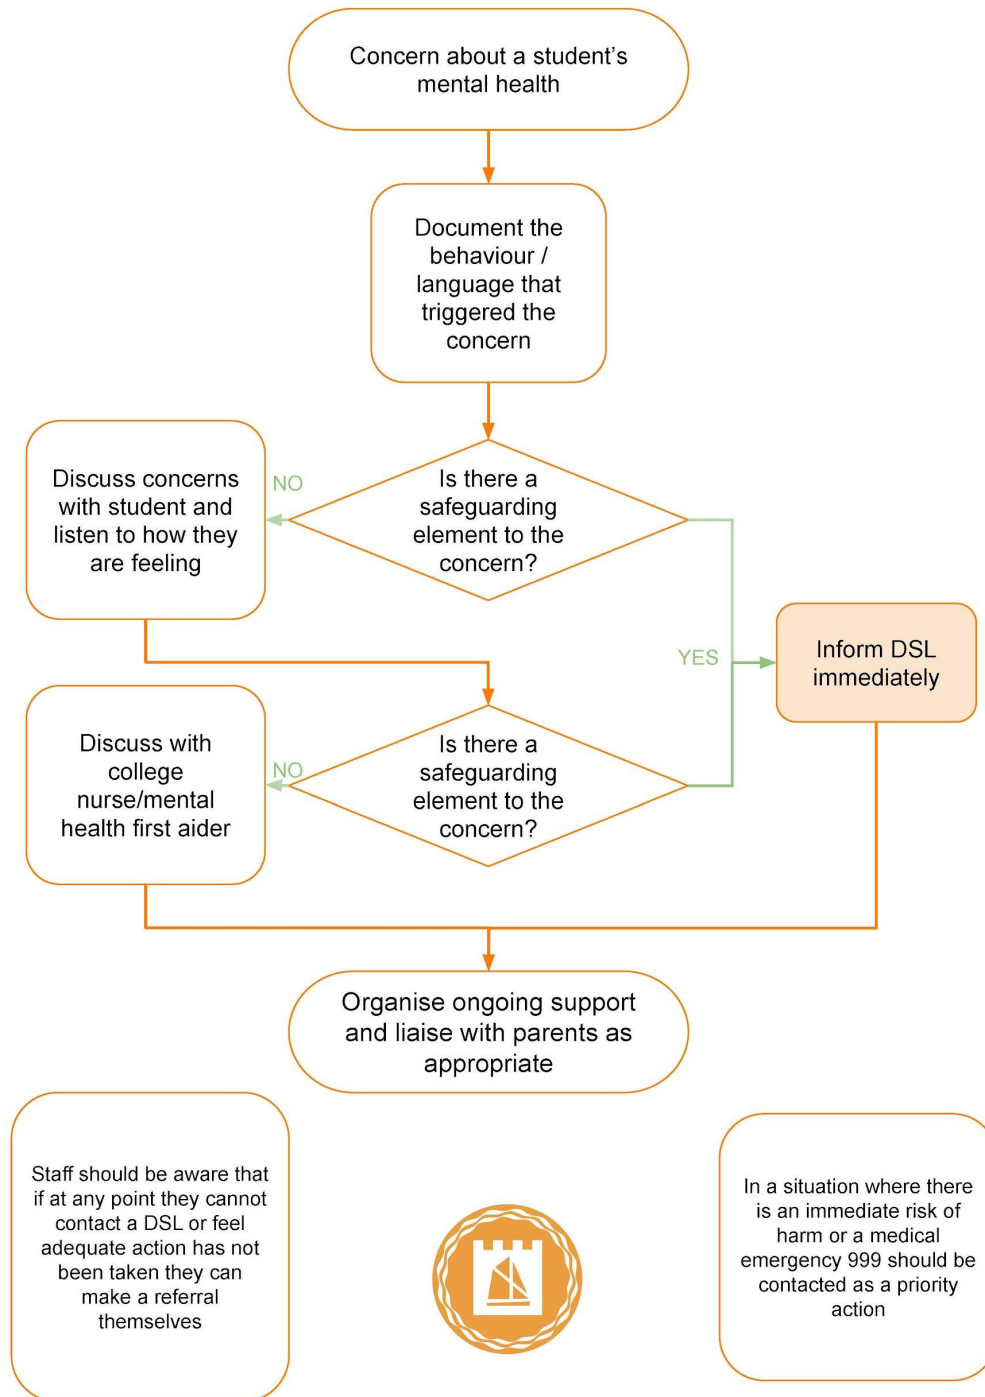 Concern about a student's
mental health
Document the
behaviour /
language that
triggered the
concern
Is there a
safeguarding
element to the
concern?
NO
Discuss concerns
with student and
listen to how they
are feeling
YES
Inform DSL
immediately
Is there a
safeguarding
element to the
concern?
NO
Discuss with
college
nurse/mental
health first aider
Organise ongoing support
and liaise with parents as
appropriate
Staff should be aware that
if at any point they cannot
contact a DSL or feel
adequate action has not
been taken they can
make a referral
themselves
In a situation where there
is an immediate risk of
harm or a medical
emergency 999 should be
contacted as a priority
action